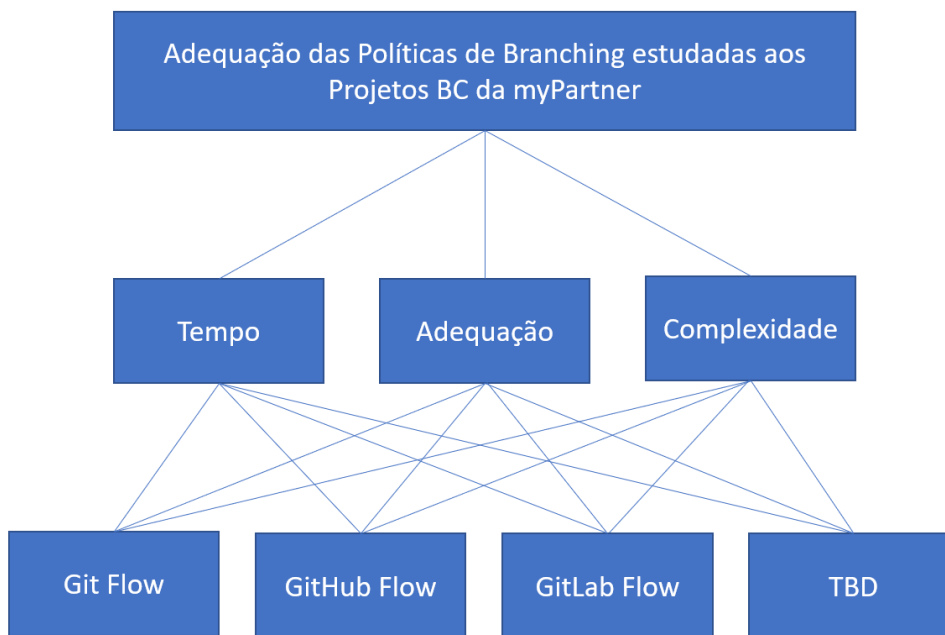 Adequação das Políticas de Branching estudadas aos
Projetos BC da myPartner
Tempo
Adequação
Complexidade
Git Flow
GitHub Flow
GitLab Flow
TBD